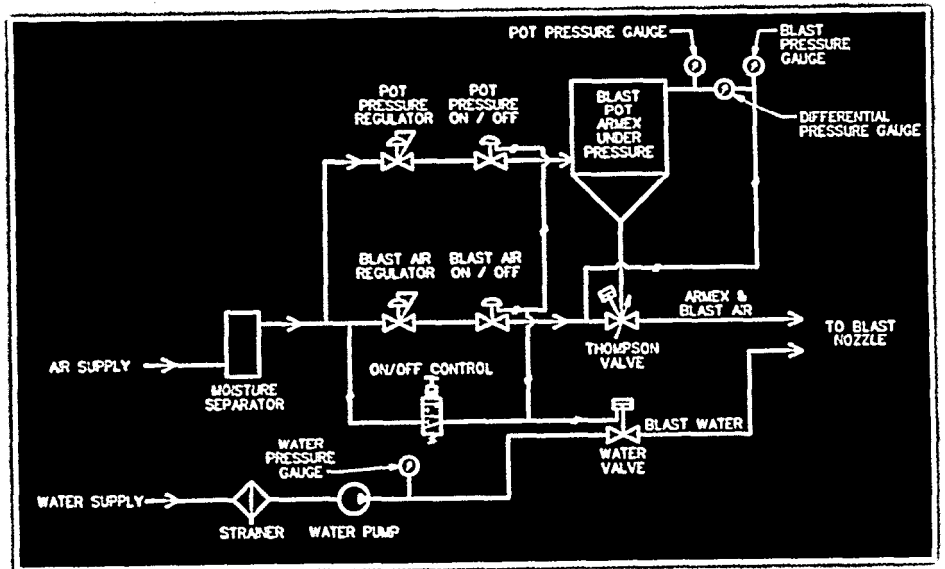 POT PRESSURE GAUGE
BLAST
PRESSURE
GAUGE
POT
PRESSURE
REGULATOR
POT
PRESSURE
ON / OFF
BLAST
POT
ARMEX
UNDER
PRESSURE
DIFFERENTIAL
PRESSURE GAUGE
BLAST AIR
REGULATOR
BLAST AIR
ON / OFF
ARMEX &
BLAST AIR
TO BLAST
NOZZLE
THOMPSON
VALVE
AIR SUPPLY
MOISTURE
SEPARATOR
ON/OFF CONTROL
BLAST WATER
WATER
VALVE
WATER
PRESSURE
GAUGE
WATER SUPPLY
STRAINER
WATER PUMP